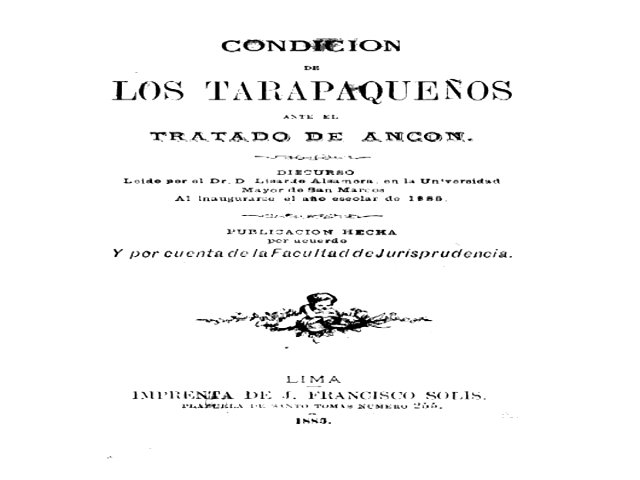 CONDICION
DE
LOS TARAPAQUEÑOS
ANTE EL
TRATADO DE ANCON.
DISCURSO
Leido por el Dr. D. Lisardo Alzamora, en la Universidad
Mayor de San Marcos
Al inaugurarse el año escolar de 1885.
PUBLICACION HECHA
por acuerdo
Y por cuenta de la Facultad de Jurisprudencia.
LIMA
IMPRENTA DE J. FRANCISCO SOLIS.
PLAZUELA DE SANTO TOMAS NUMERO 255.
1885.